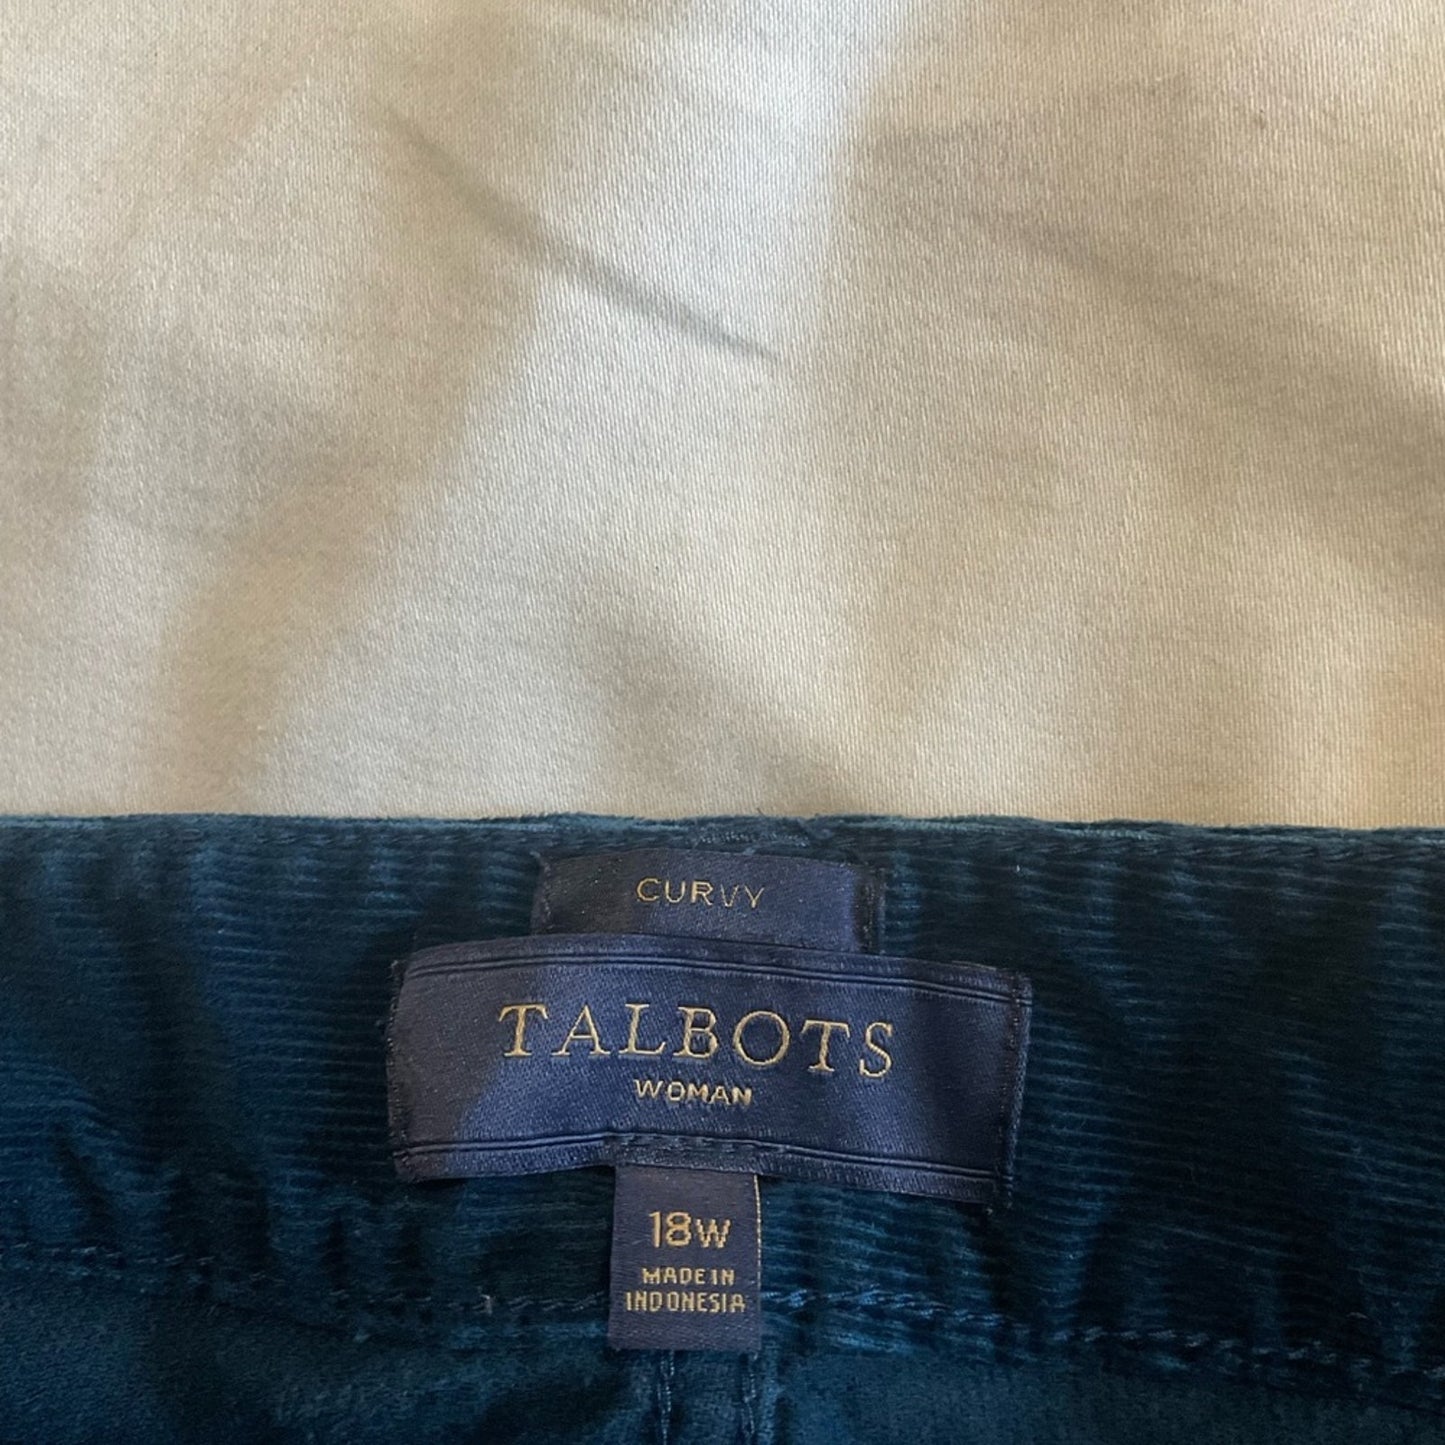 CURVY
TALBOTS
WOMAN
18W
MADE IN
INDONESIA